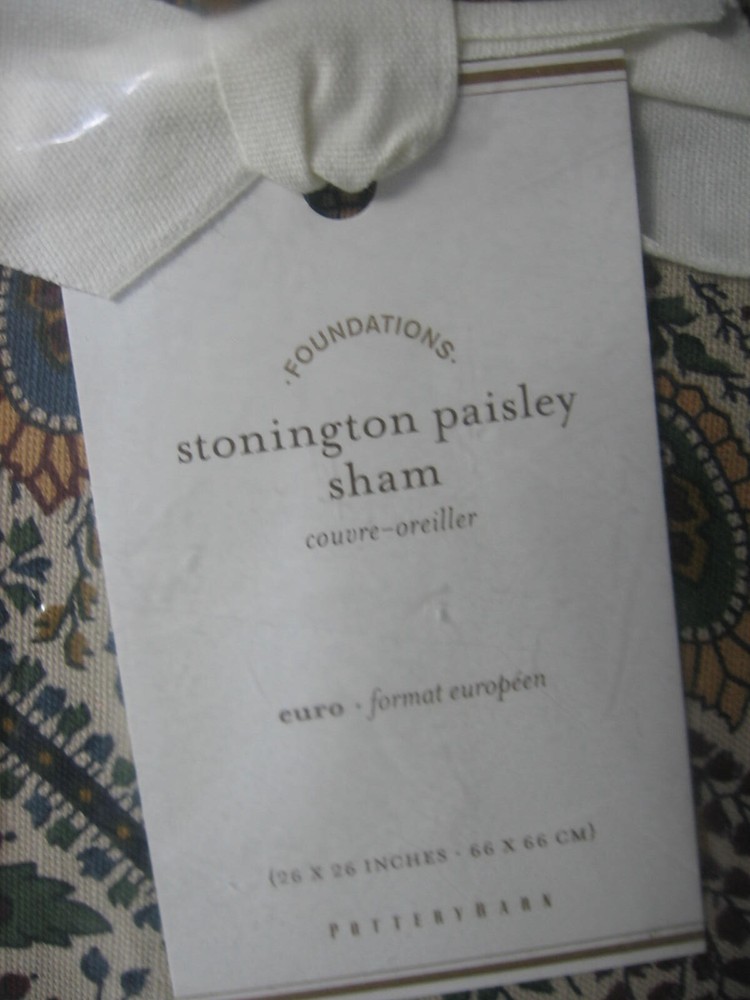 ·FOUNDATIONS·
stonington paisley
sham
couvre-oreiller
euro · format européen
(26 X 26 INCHES · 66 X 66 CM)
POTTERYBARN